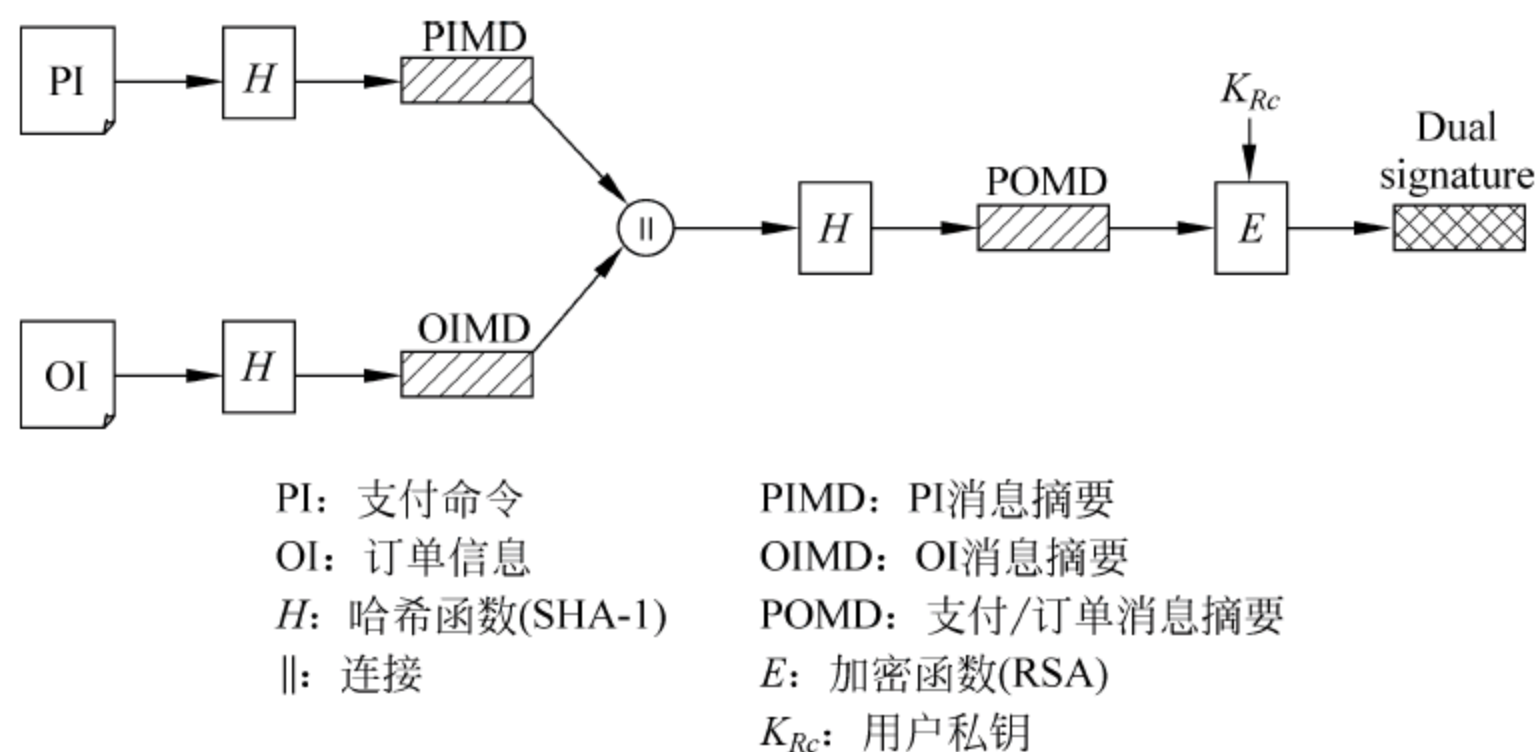 PI
H
PIMD
OI
H
OIMD
||
H
POMD
K_Rc
E
Dual
signature
PI：支付命令
OI：订单信息
H：哈希函数(SHA-1)
||：连接
PIMD：PI消息摘要
OIMD：OI消息摘要
POMD：支付/订单消息摘要
E：加密函数(RSA)
K_Rc：用户私钥